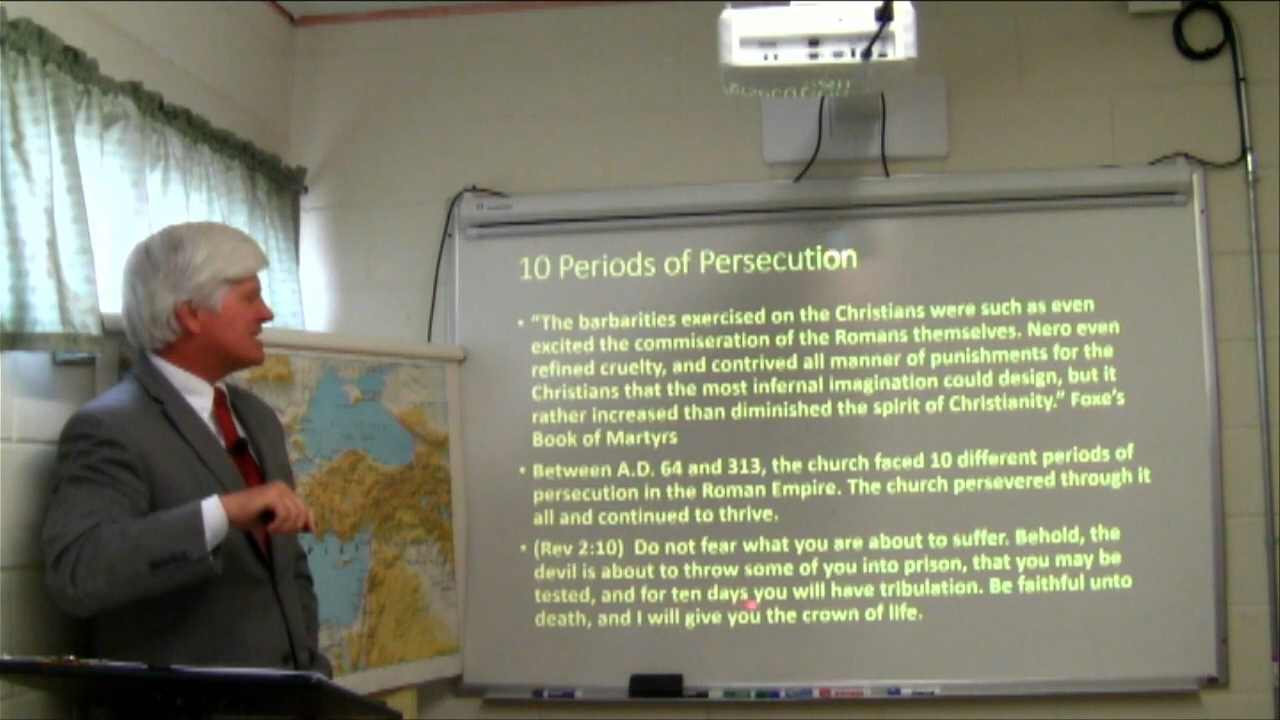 10 Periods of Persecution
• “The barbarities exercised on the Christians were such as even
excited the commiseration of the Romans themselves. Nero even
refined cruelty, and contrived all manner of punishments for the
Christians that the most infernal imagination could design, but it
rather increased than diminished the spirit of Christianity.” Foxe’s
Book of Martyrs
• Between A.D. 64 and 313, the church faced 10 different periods of
persecution in the Roman Empire. The church persevered through it
all and continued to thrive.
• (Rev 2:10)  Do not fear what you are about to suffer. Behold, the
devil is about to throw some of you into prison, that you may be
tested, and for ten days you will have tribulation. Be faithful unto
death, and I will give you the crown of life.